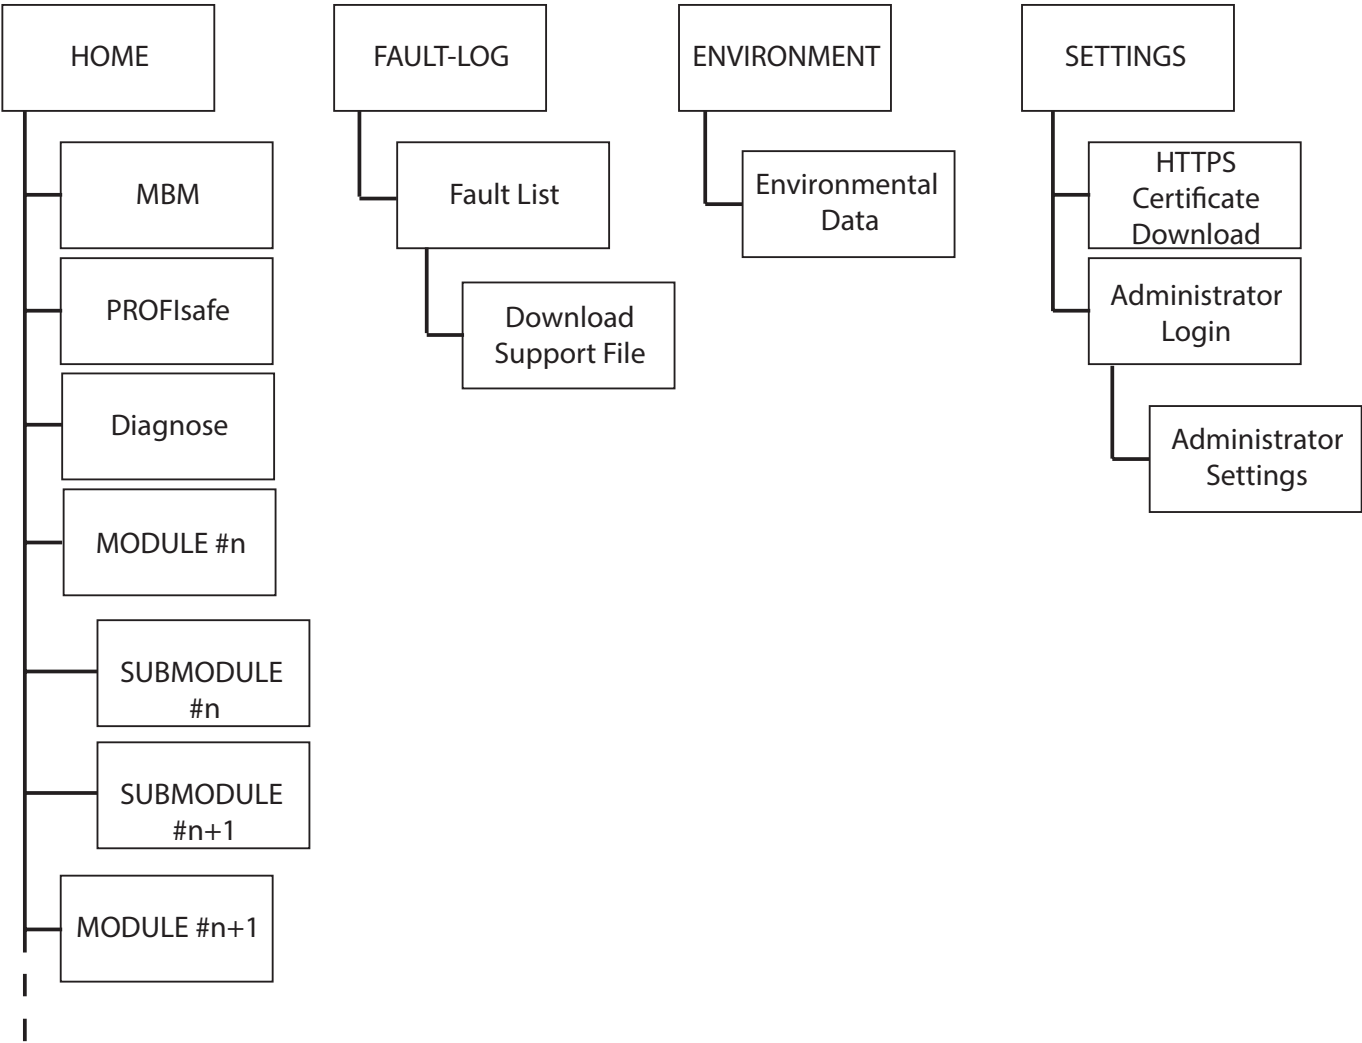 HOME
MBM
PROFIsafe
Diagnose
MODULE #n
SUBMODULE
#n
SUBMODULE
#n+1
MODULE #n+1
FAULT-LOG
Fault List
Download
Support File
ENVIRONMENT
Environmental
Data
SETTINGS
HTTPS
Certificate
Download
Administrator
Login
Administrator
Settings